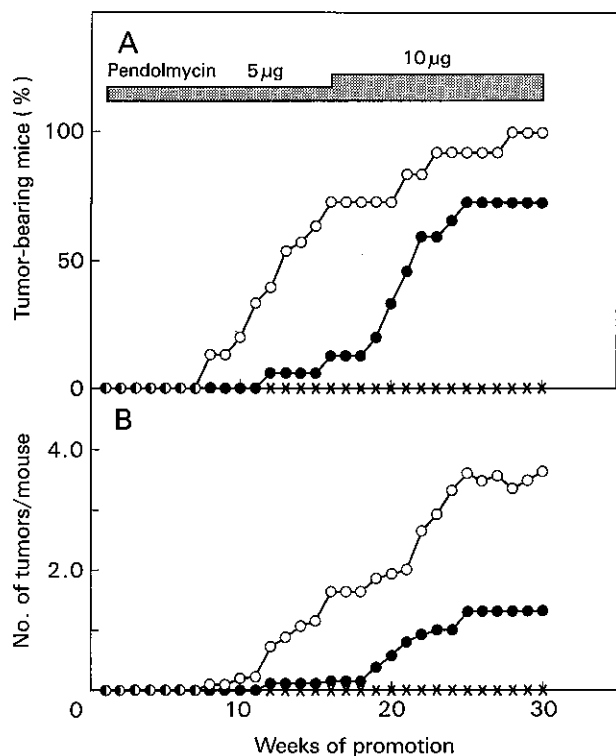 A
Pendolmycin 5 μg 10 μg
Tumor-bearing mice (%)
100
50
0
B
No. of tumors/mouse
4.0
2.0
0
10 20 30
Weeks of promotion